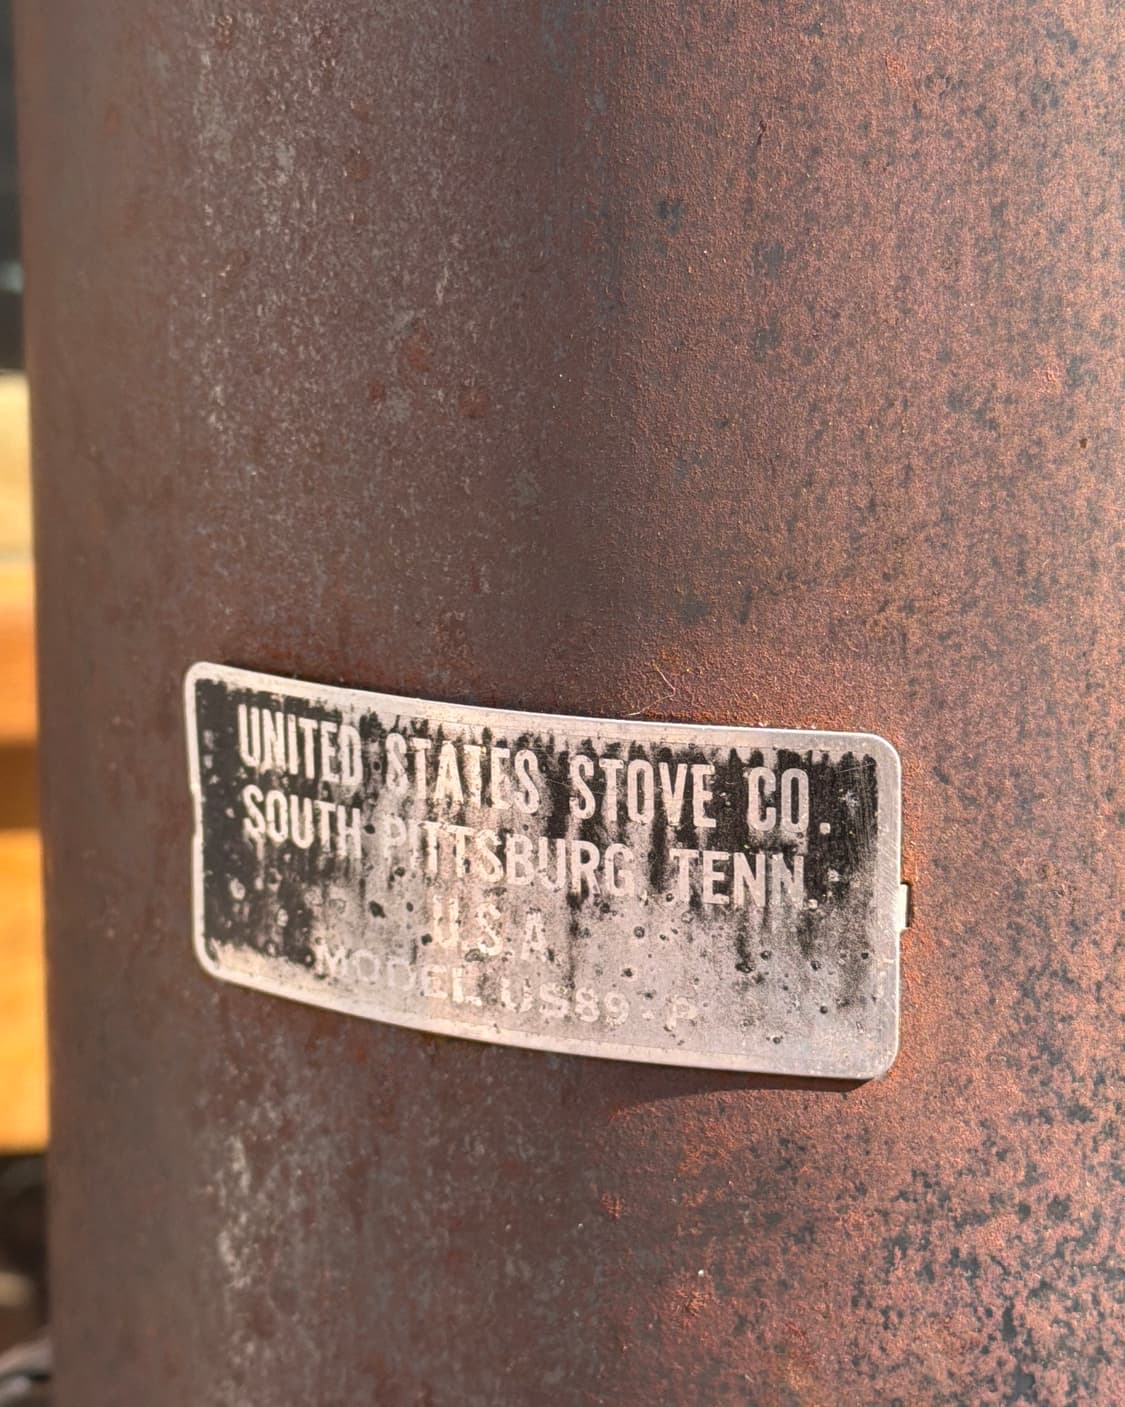 UNITED STATES STOVE CO.
SOUTH PITTSBURG, TENN.
U.S.A.
MODEL US89-P